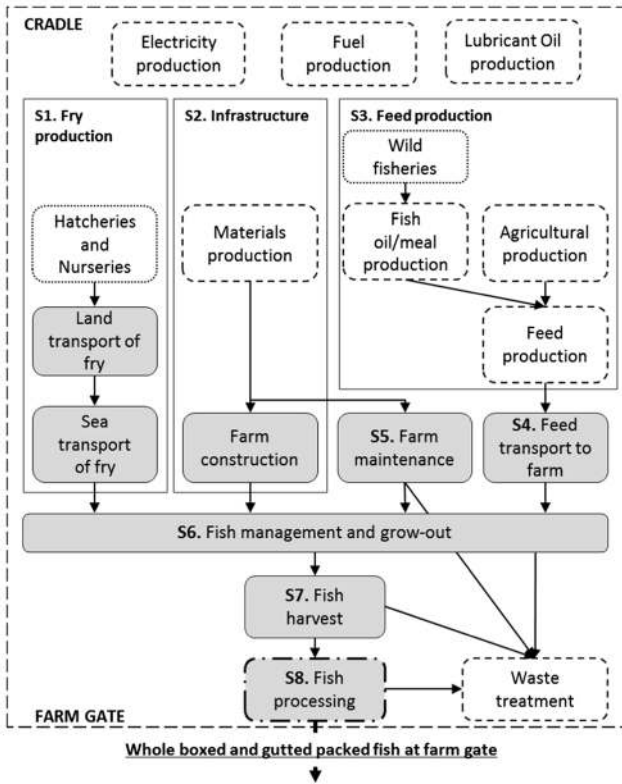 CRADLE
Electricity
production
Fuel
production
Lubricant Oil
production
S1. Fry
production
S2. Infrastructure
S3. Feed production
Wild
fisheries
Hatcheries
and
Nurseries
Materials
production
Fish
oil/meal
production
Agricultural
production
Land
transport of
fry
Feed
production
Sea
transport
of fry
Farm
construction
S5. Farm
maintenance
S4. Feed
transport to
farm
S6. Fish management and grow-out
S7. Fish
harvest
S8. Fish
processing
Waste
treatment
FARM GATE
Whole boxed and gutted packed fish at farm gate